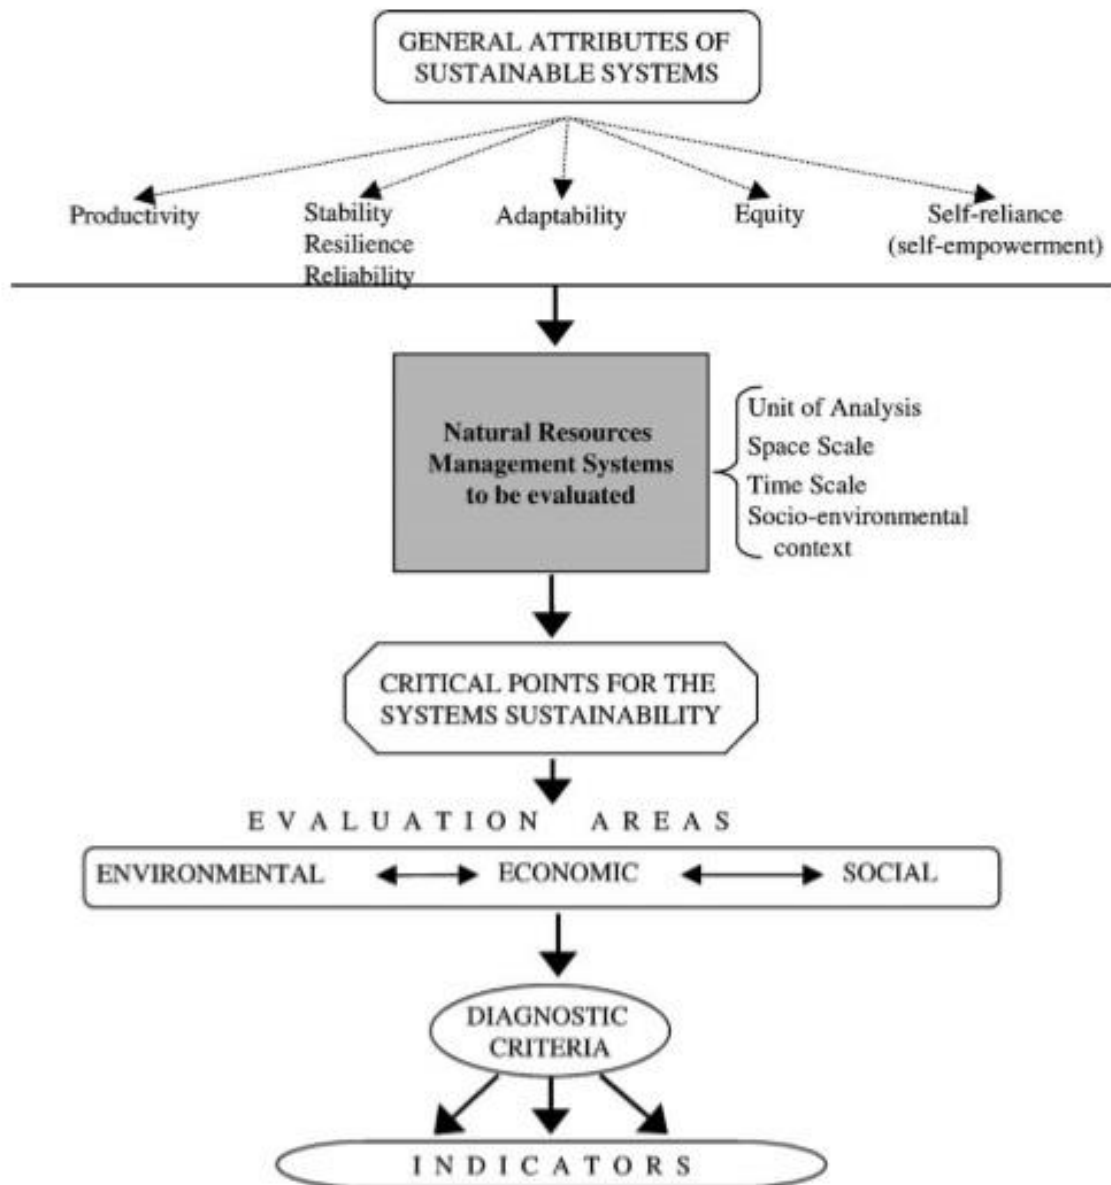 GENERAL ATTRIBUTES OF
SUSTAINABLE SYSTEMS
Productivity
Stability
Resilience
Reliability
Adaptability
Equity
Self-reliance
(self-empowerment)
Natural Resources
Management Systems
to be evaluated
Unit of Analysis
Space Scale
Time Scale
Socio-environmental
context
CRITICAL POINTS FOR THE
SYSTEMS SUSTAINABILITY
EVALUATION AREAS
ENVIRONMENTAL ECONOMIC SOCIAL
DIAGNOSTIC
CRITERIA
INDICATORS